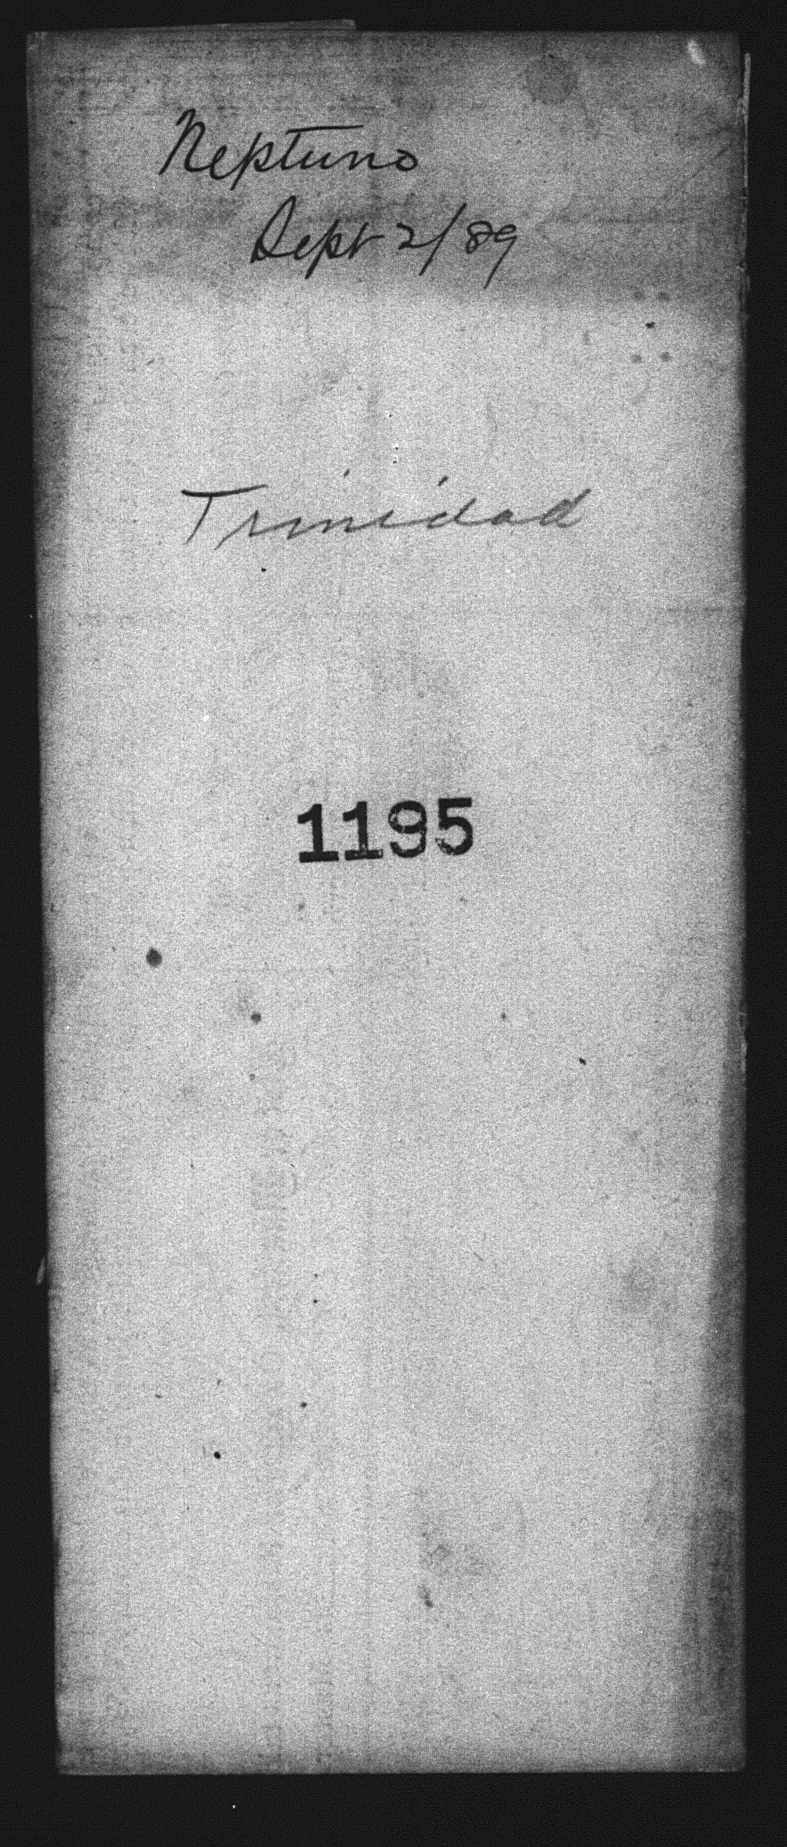 Neptuno
Sept 2/89
Trinidad
1195